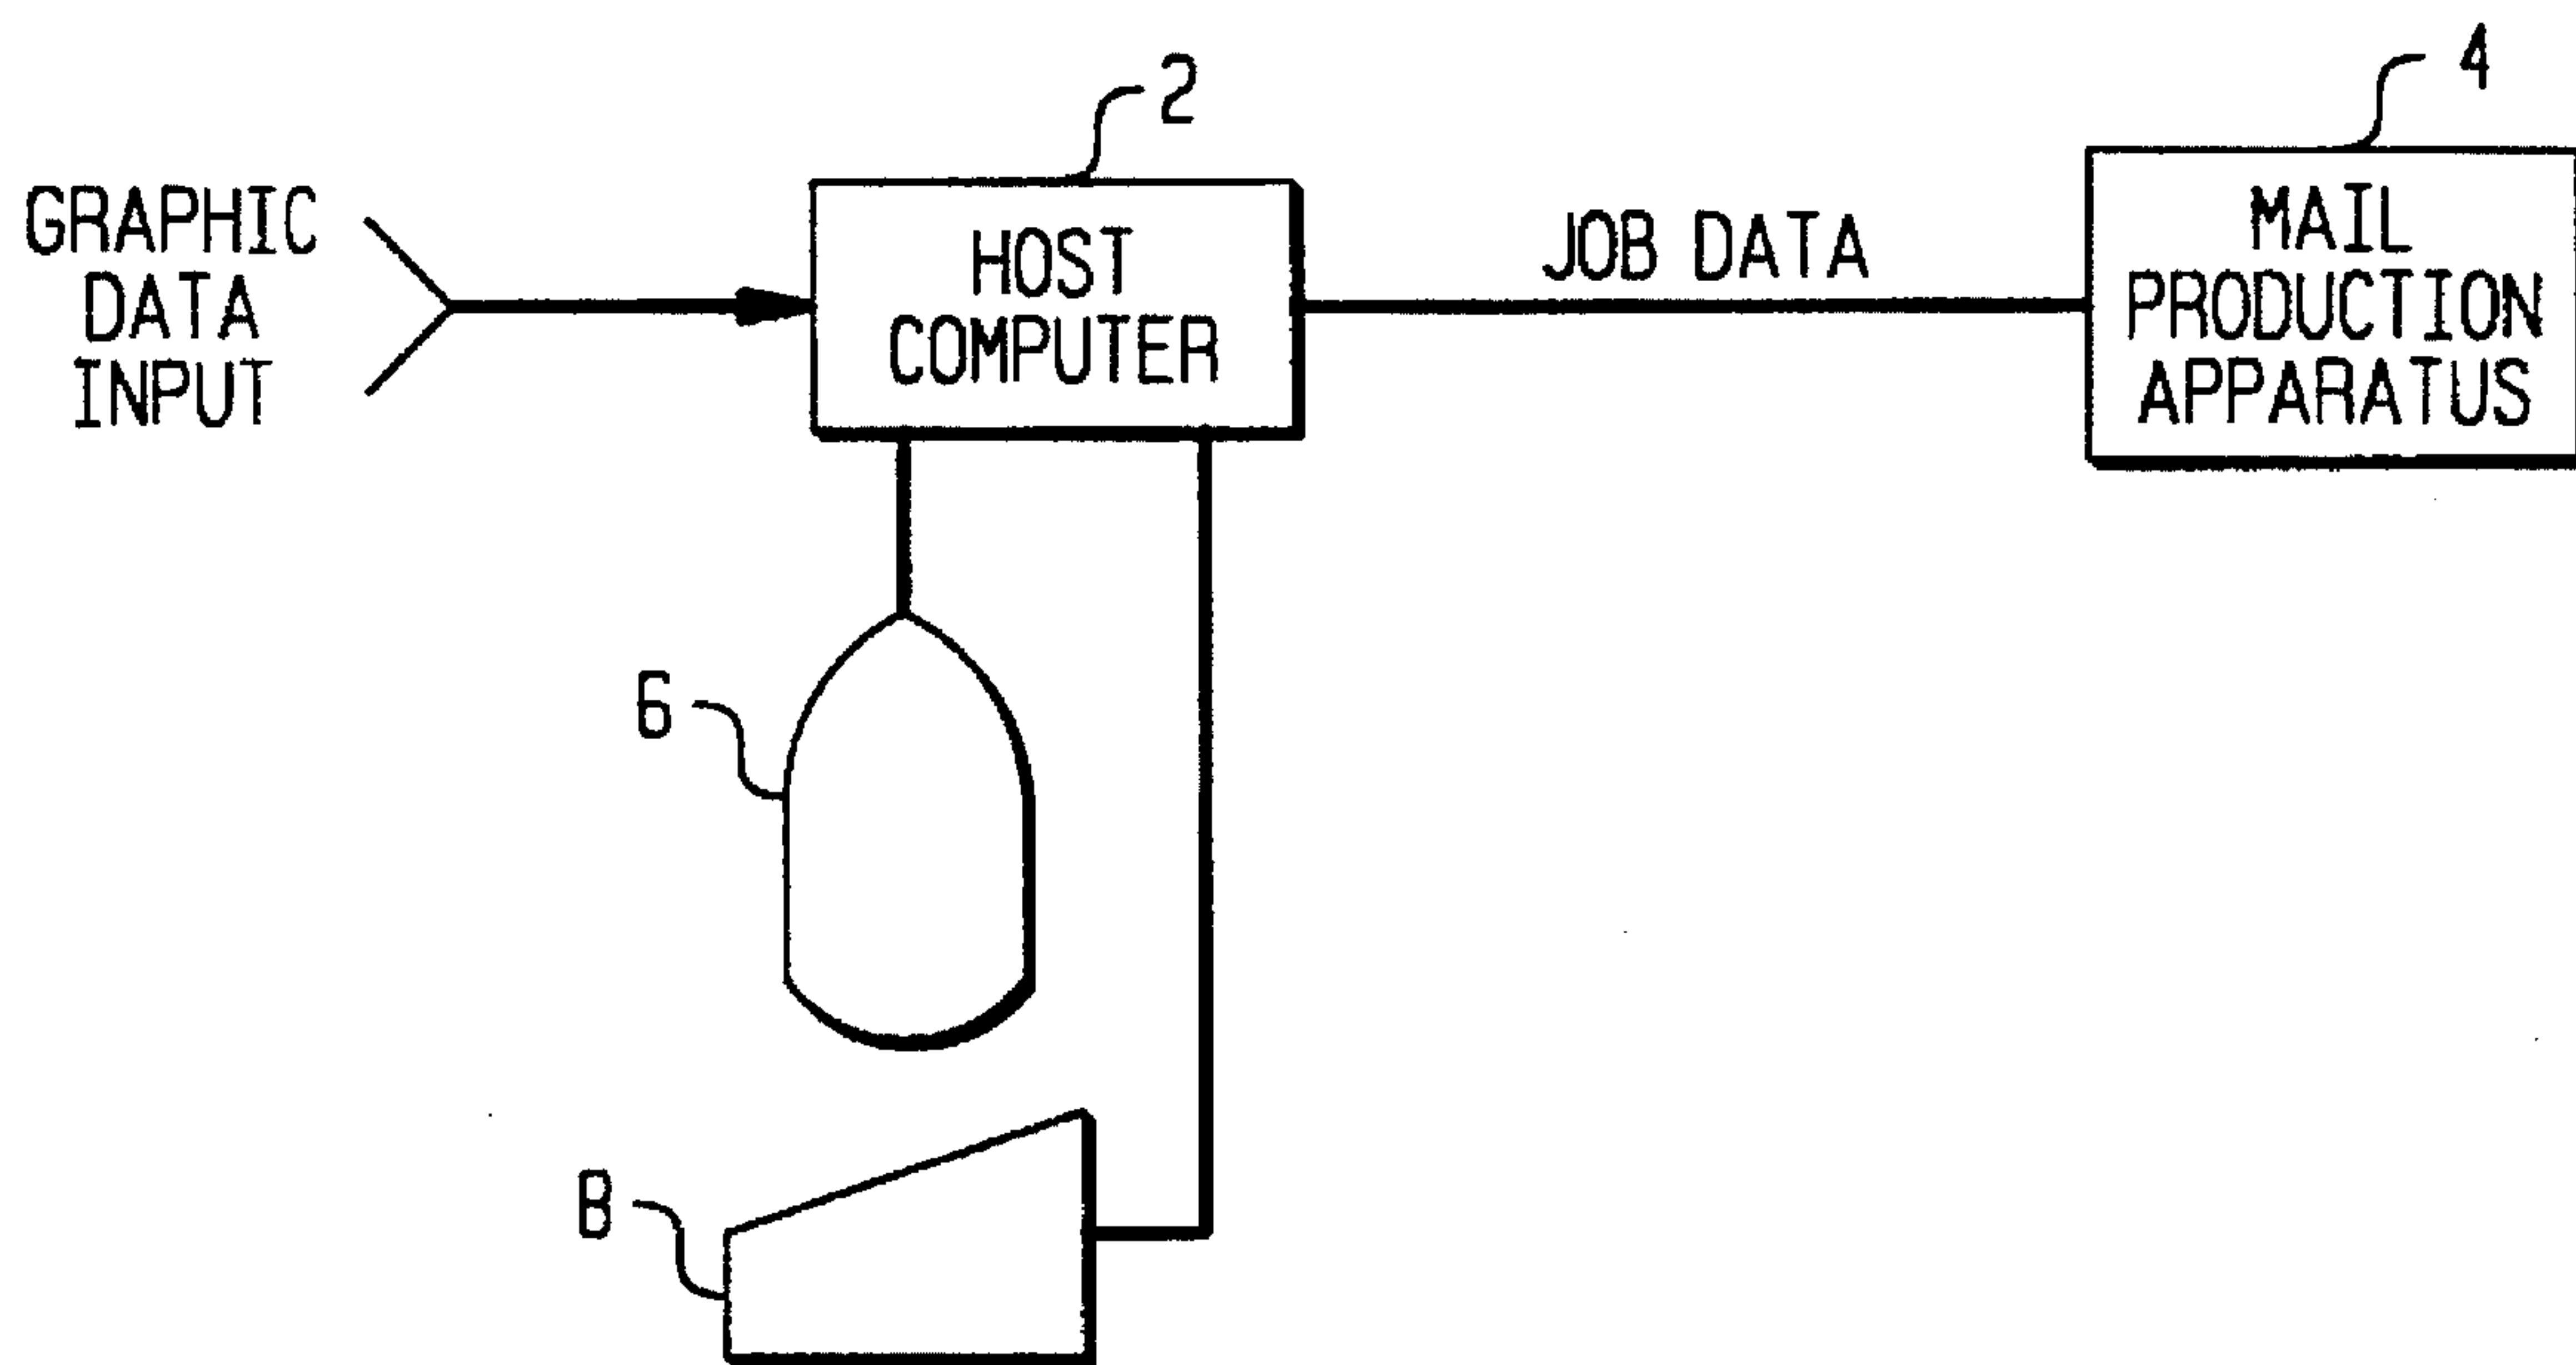 2
4
GRAPHIC
DATA
INPUT
HOST
COMPUTER
JOB DATA
MAIL
PRODUCTION
APPARATUS
6
8